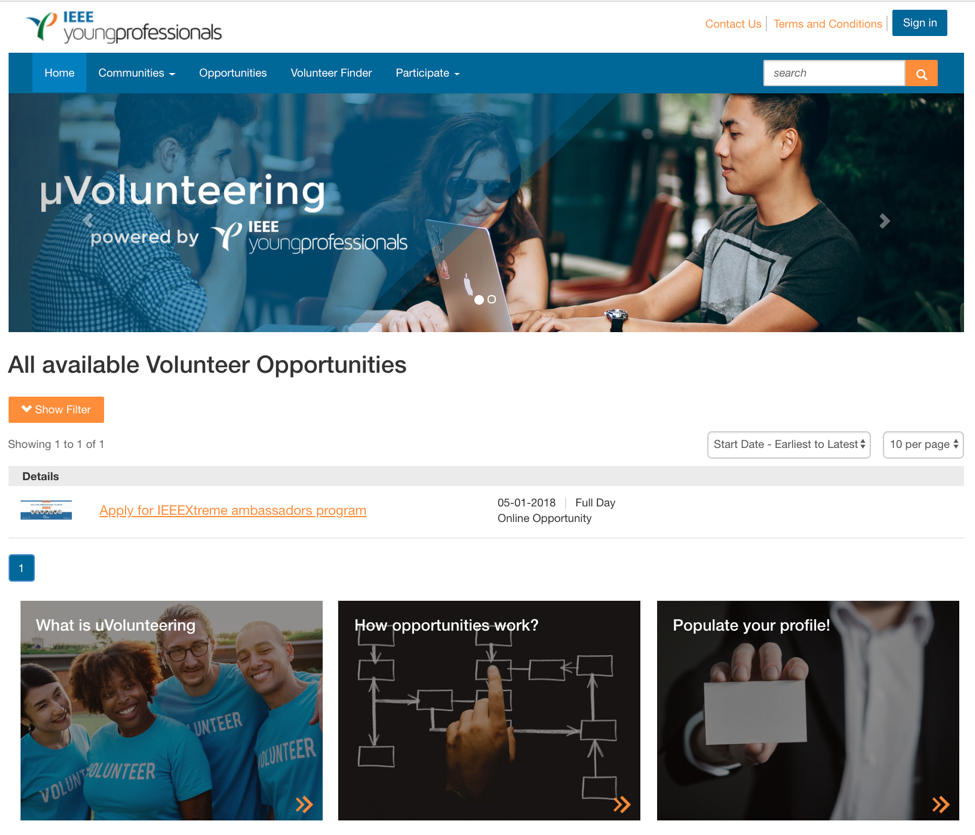 IEEE
youngprofessionals
Contact Us
Terms and Conditions
Sign in
Home
Communities
Opportunities
Volunteer Finder
Participate
search
µVolunteering
powered by IEEE
youngprofessionals
All available Volunteer Opportunities
Show Filter
Showing 1 to 1 of 1
Start Date - Earliest to Latest
10 per page
Details
Apply for IEEEXtreme ambassadors program
05-01-2018 | Full Day
Online Opportunity
1
What is uVolunteering
VOLUNT
VOLUNTEER
VOLUNTEER
VOLUNTEER
How opportunities work?
Populate your profile!